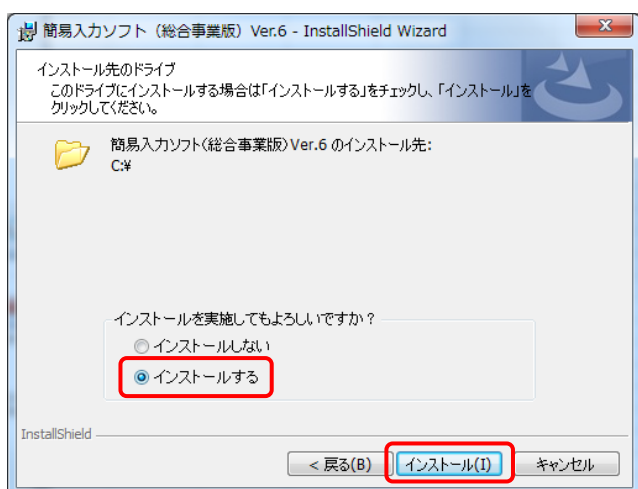 簡易入力ソフト（総合事業版）Ver.6 - InstallShield Wizard
インストール先のドライブ
このドライブにインストールする場合は「インストールする」をチェックし、「インストール」を
クリックしてください。
簡易入力ソフト(総合事業版)Ver.6 のインストール先:
C:¥
インストールを実施してもよろしいですか？
インストールしない
インストールする
InstallShield
< 戻る(B)
インストール(I)
キャンセル